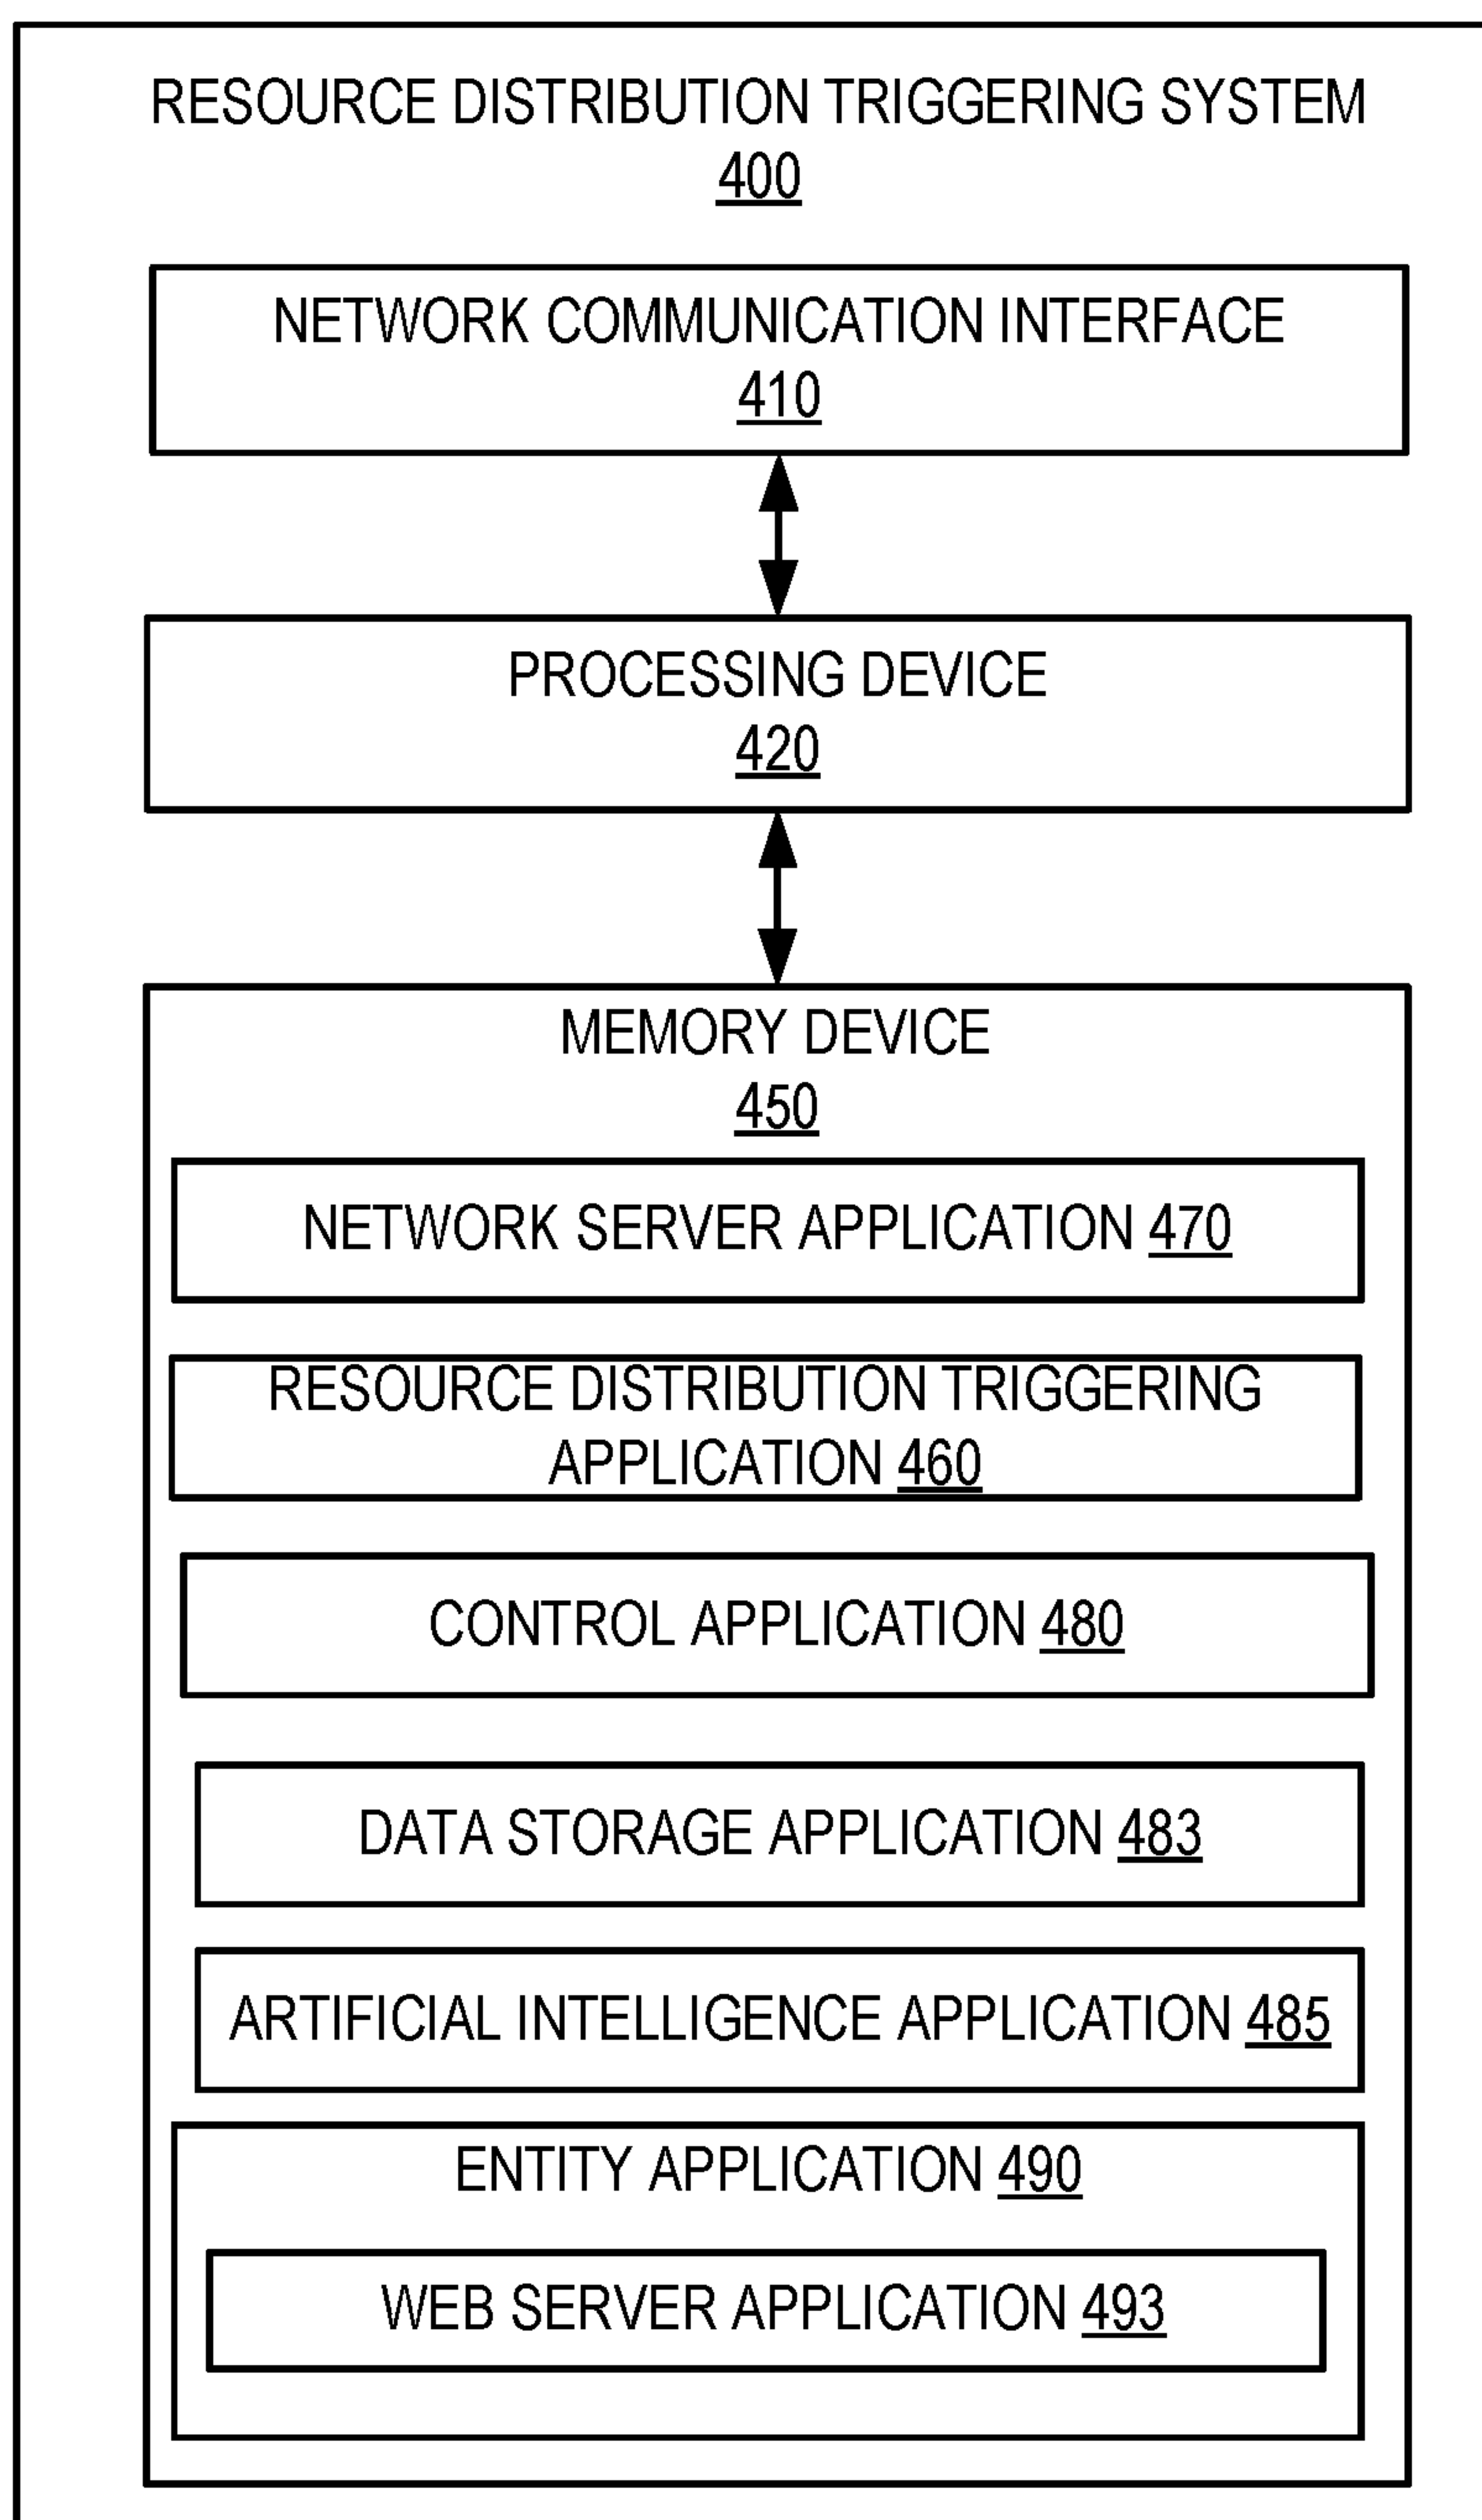 RESOURCE DISTRIBUTION TRIGGERING SYSTEM
400
NETWORK COMMUNICATION INTERFACE
410
PROCESSING DEVICE
420
MEMORY DEVICE
450
NETWORK SERVER APPLICATION 470
RESOURCE DISTRIBUTION TRIGGERING
APPLICATION 460
CONTROL APPLICATION 480
DATA STORAGE APPLICATION 483
ARTIFICIAL INTELLIGENCE APPLICATION 485
ENTITY APPLICATION 490
WEB SERVER APPLICATION 493